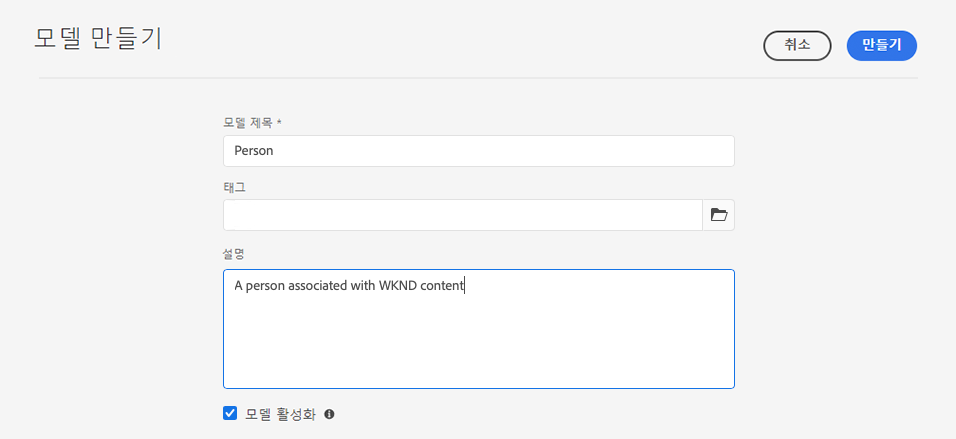 모델 만들기
취소
만들기
모델 제목 *
Person
태그
설명
A person associated with WKND content
모델 활성화